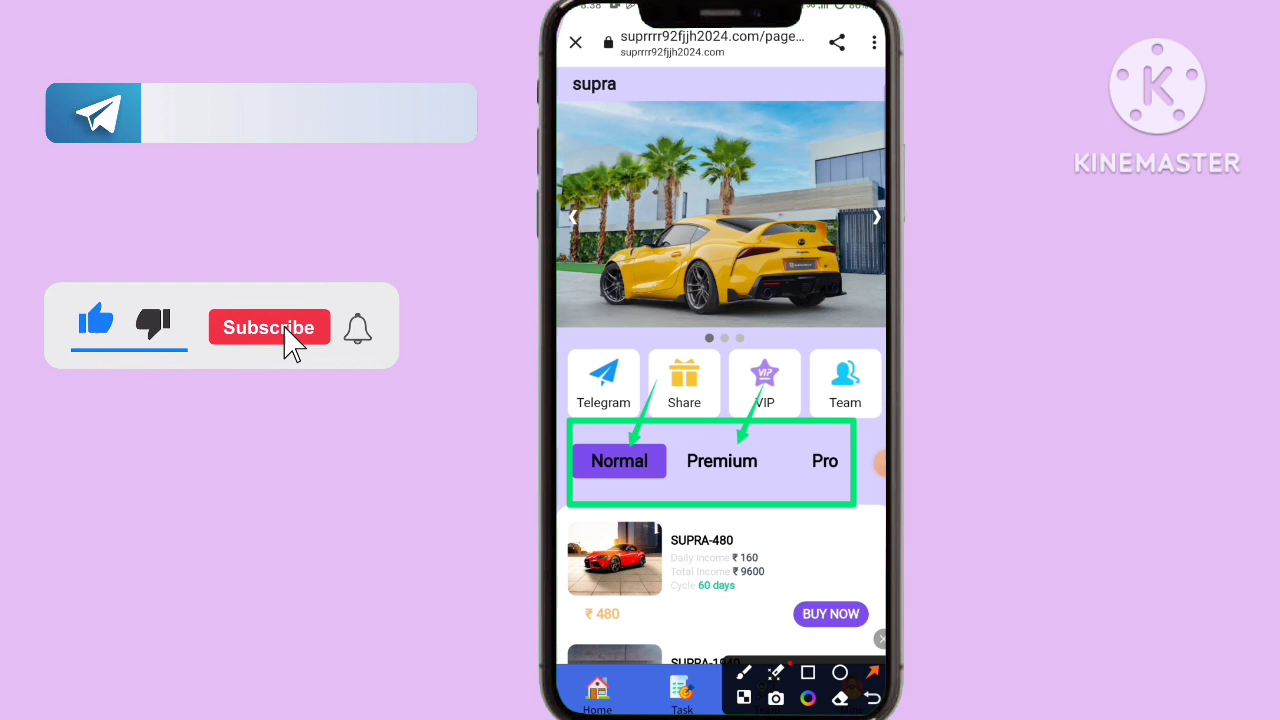 suprrrr92fjjh2024.com/page...
suprrrr92fjjh2024.com
supra
K
KINEMASTER
Subscribe
Telegram
Share
VIP
VIP
Team
Normal
Premium
Pro
SUPRA-480
Daily Income ₹ 160
Total Income ₹ 9600
Cycle 60 days
₹ 480
BUY NOW
Home
Task